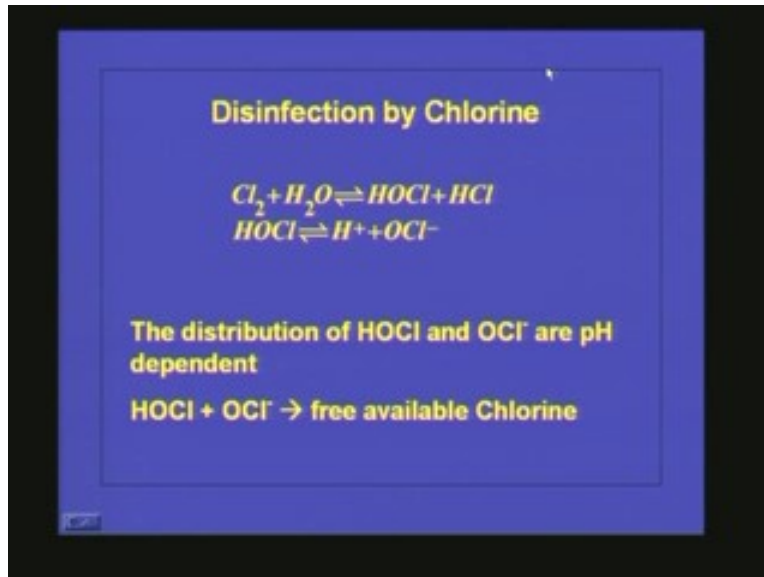 Disinfection by Chlorine
Cl₂+H₂O⇌HOCl+HCl
HOCl⇌H⁺+OCl⁻
The distribution of HOCl and OCl⁻ are pH
dependent
HOCl + OCl⁻ → free available Chlorine